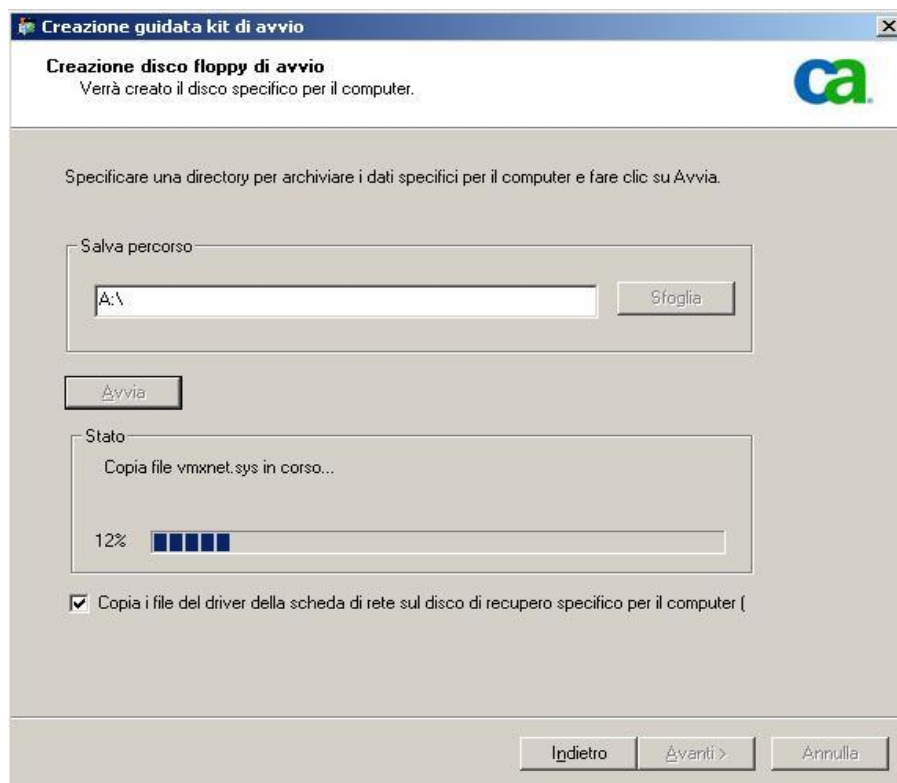 Creazione guidata kit di avvio
Creazione disco floppy di avvio
Verrà creato il disco specifico per il computer.
ca
Specificare una directory per archiviare i dati specifici per il computer e fare clic su Avvia.
Salva percorso
A:\
Sfoglia
Avvia
Stato
Copia file vmxnet.sys in corso...
12%
Copia i file del driver della scheda di rete sul disco di recupero specifico per il computer (
Indietro
Avanti >
Annulla